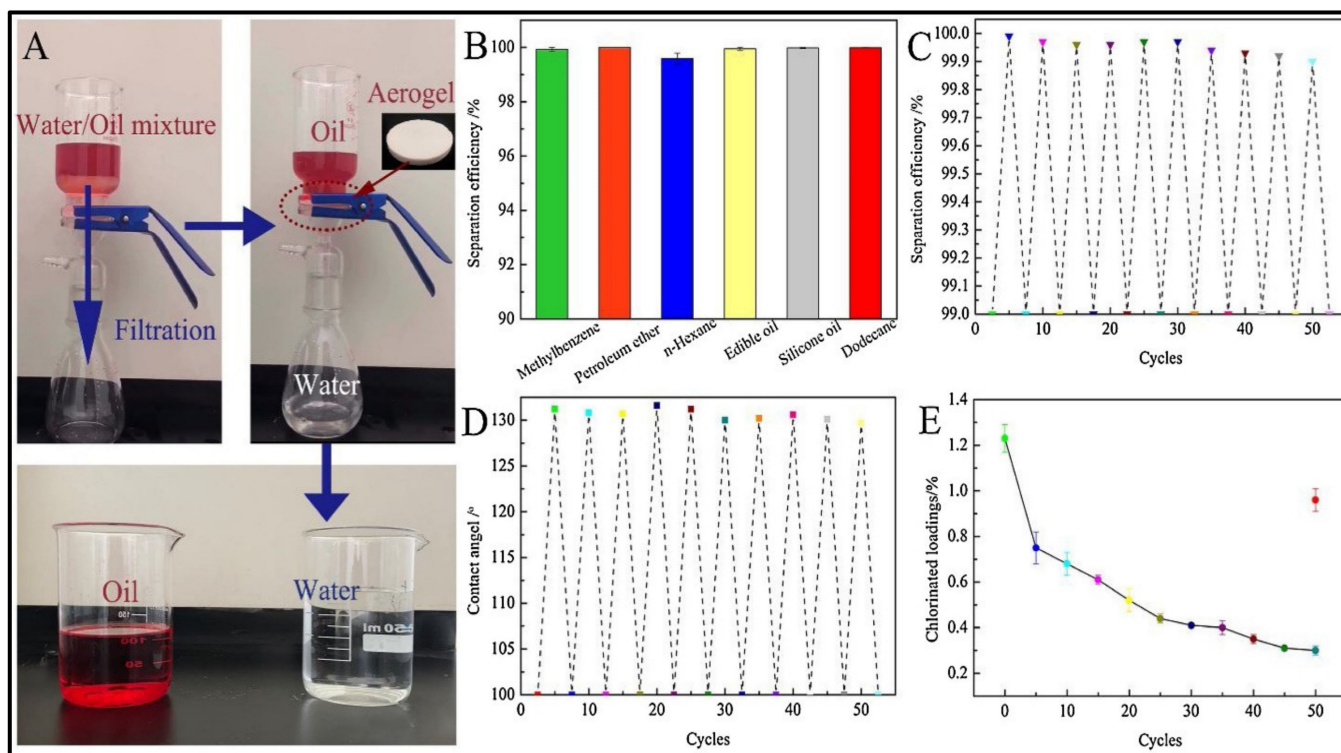 A
Water/Oil mixture
Filtration
Oil
Aerogel
Water
Oil
Water
150
100
50
50 ml
B
Separation efficiency /%
100
98
96
94
92
90
Methylbenzene
Petroleum ether
n-Hexane
Edible oil
Silicone oil
Dodecane
C
Separation efficiency /%
100.0
99.9
99.8
99.7
99.6
99.5
99.4
99.3
99.2
99.1
99.0
0 10 20 30 40 50
Cycles
D
Contact angel /°
130
125
120
115
110
105
100
0 10 20 30 40 50
Cycles
E
Chlorinated loadings/%
1.4
1.2
1.0
0.8
0.6
0.4
0.2
0 10 20 30 40 50
Cycles